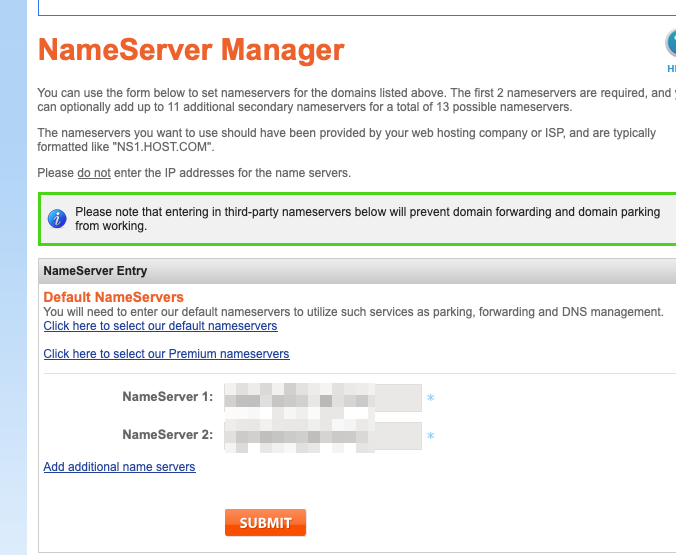 NameServer Manager
You can use the form below to set nameservers for the domains listed above. The first 2 nameservers are required, and
can optionally add up to 11 additional secondary nameservers for a total of 13 possible nameservers.
The nameservers you want to use should have been provided by your web hosting company or ISP, and are typically
formatted like "NS1.HOST.COM".
Please do not enter the IP addresses for the name servers.
Please note that entering in third-party nameservers below will prevent domain forwarding and domain parking
from working.
NameServer Entry
Default NameServers
You will need to enter our default nameservers to utilize such services as parking, forwarding and DNS management.
Click here to select our default nameservers
Click here to select our Premium nameservers
NameServer 1: *
NameServer 2: *
Add additional name servers
SUBMIT